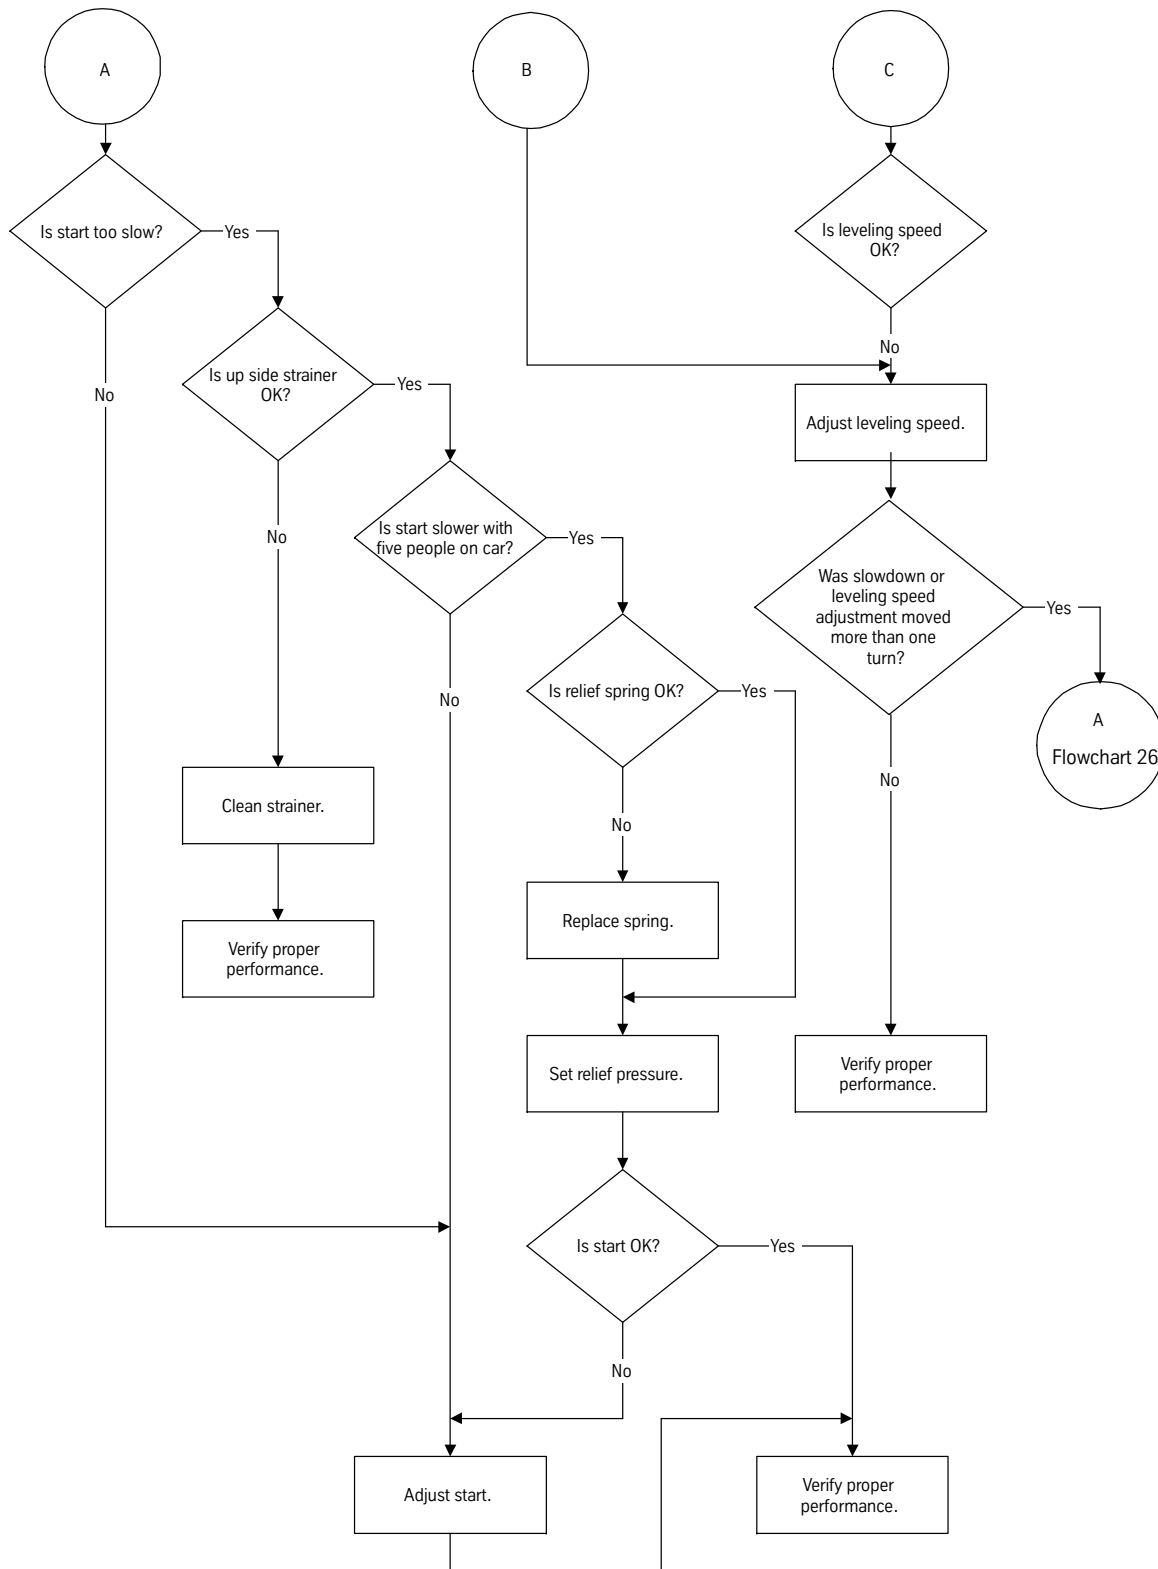 A
B
C
Is start too slow?
Yes
Is leveling speed
OK?
No
Is up side strainer
OK?
Yes
No
Adjust leveling speed.
Is start slower with
five people on car?
Yes
No
Was slowdown or
leveling speed
adjustment moved
more than one
turn?
Yes
Is relief spring OK?
Yes
No
A
Flowchart 26
No
Clean strainer.
No
Replace spring.
Verify proper
performance.
Set relief pressure.
Verify proper
performance.
Is start OK?
Yes
No
Adjust start.
Verify proper
performance.